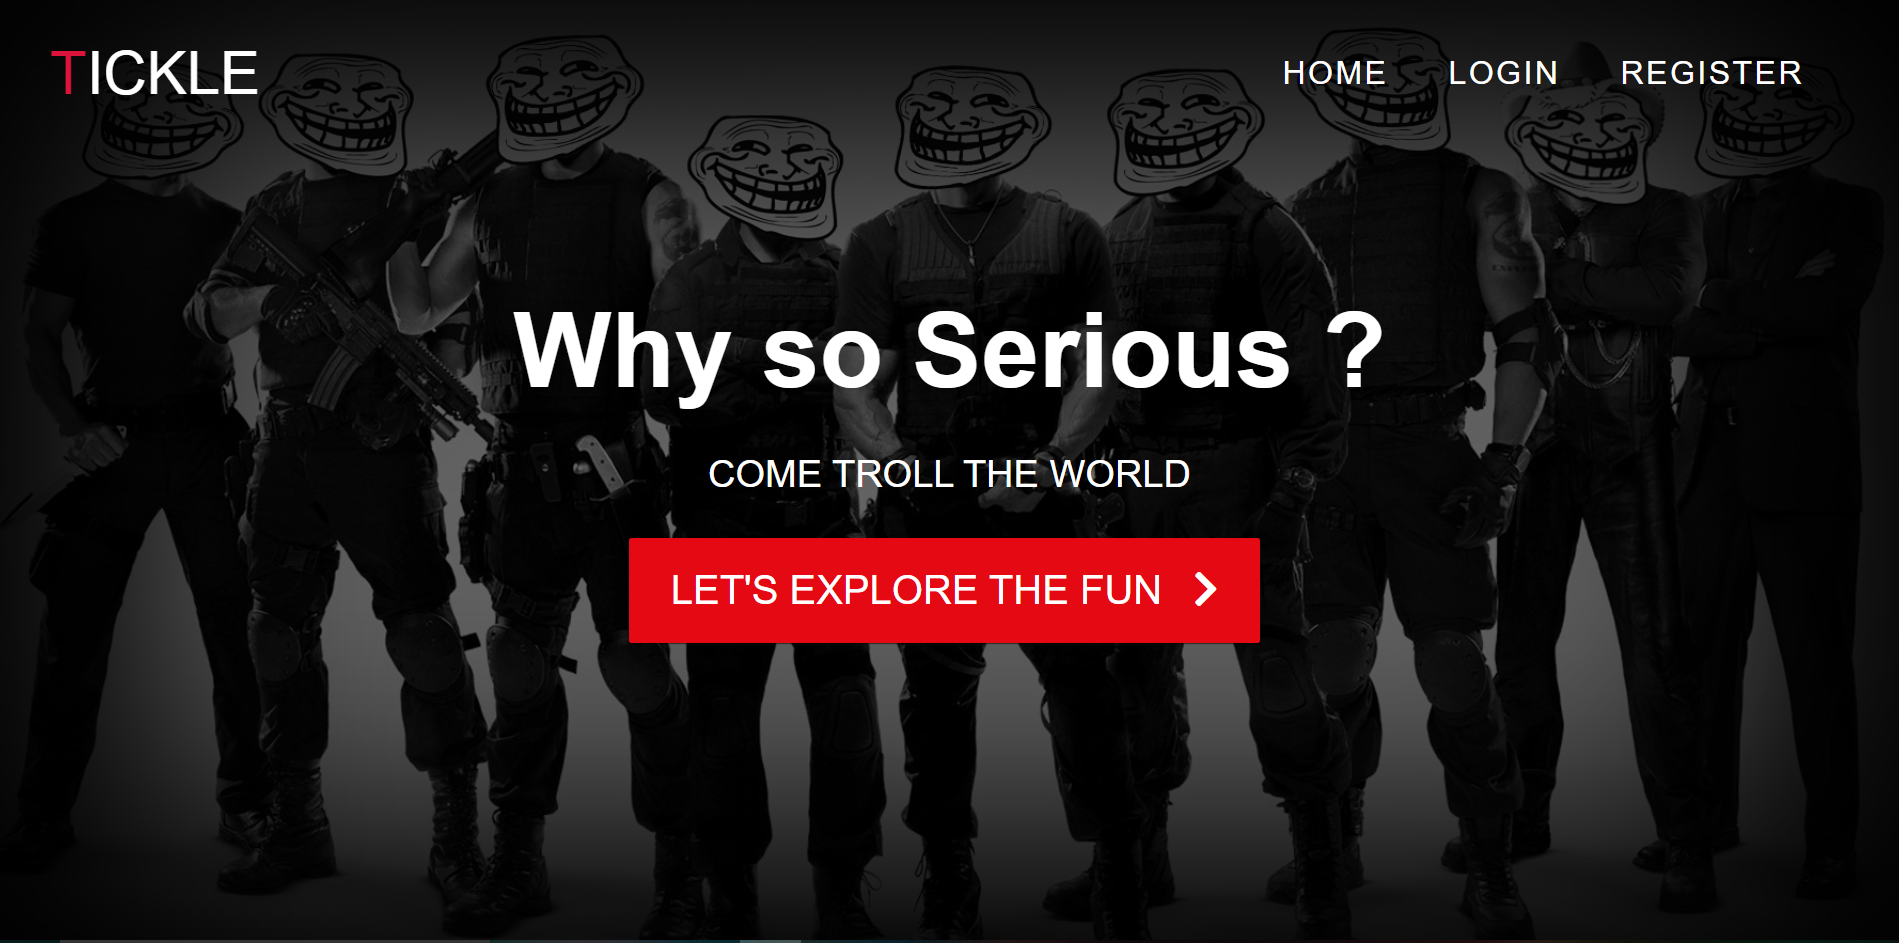 TICKLE
HOME LOGIN REGISTER
Why so Serious ?
COME TROLL THE WORLD
LET'S EXPLORE THE FUN